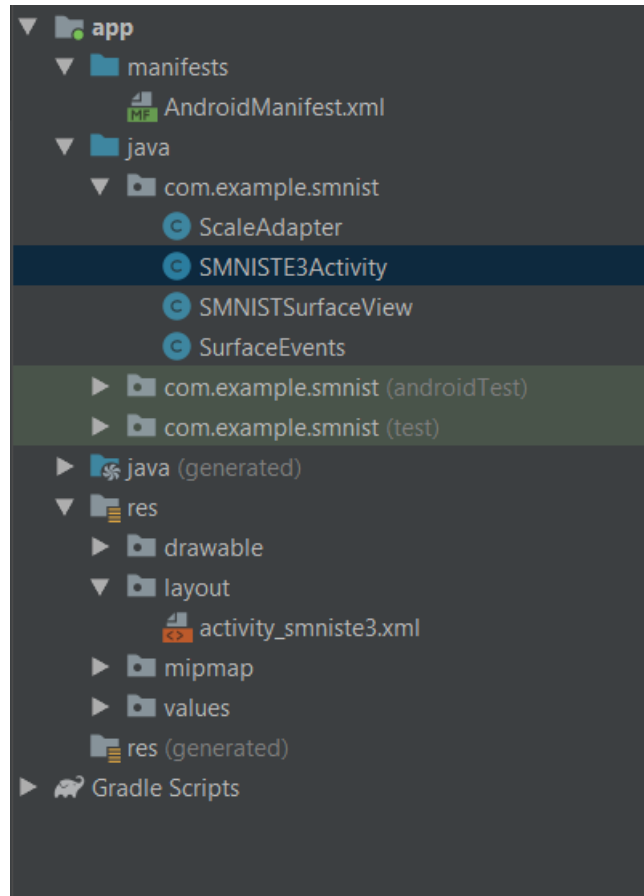 app
manifests
MF AndroidManifest.xml
java
com.example.smnist
C ScaleAdapter
C SMNISTE3Activity
C SMNISTSurfaceView
C SurfaceEvents
com.example.smnist (androidTest)
com.example.smnist (test)
java (generated)
res
drawable
layout
<> activity_smniste3.xml
mipmap
values
res (generated)
Gradle Scripts